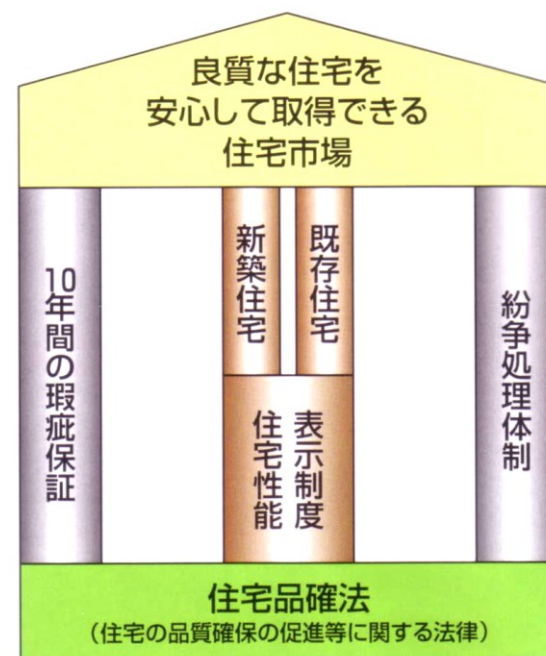 良質な住宅を
安心して取得できる
住宅市場
10年間の瑕疵保証
新築住宅
既存住宅
住宅性能
表示制度
紛争処理体制
住宅品確法
(住宅の品質確保の促進等に関する法律)